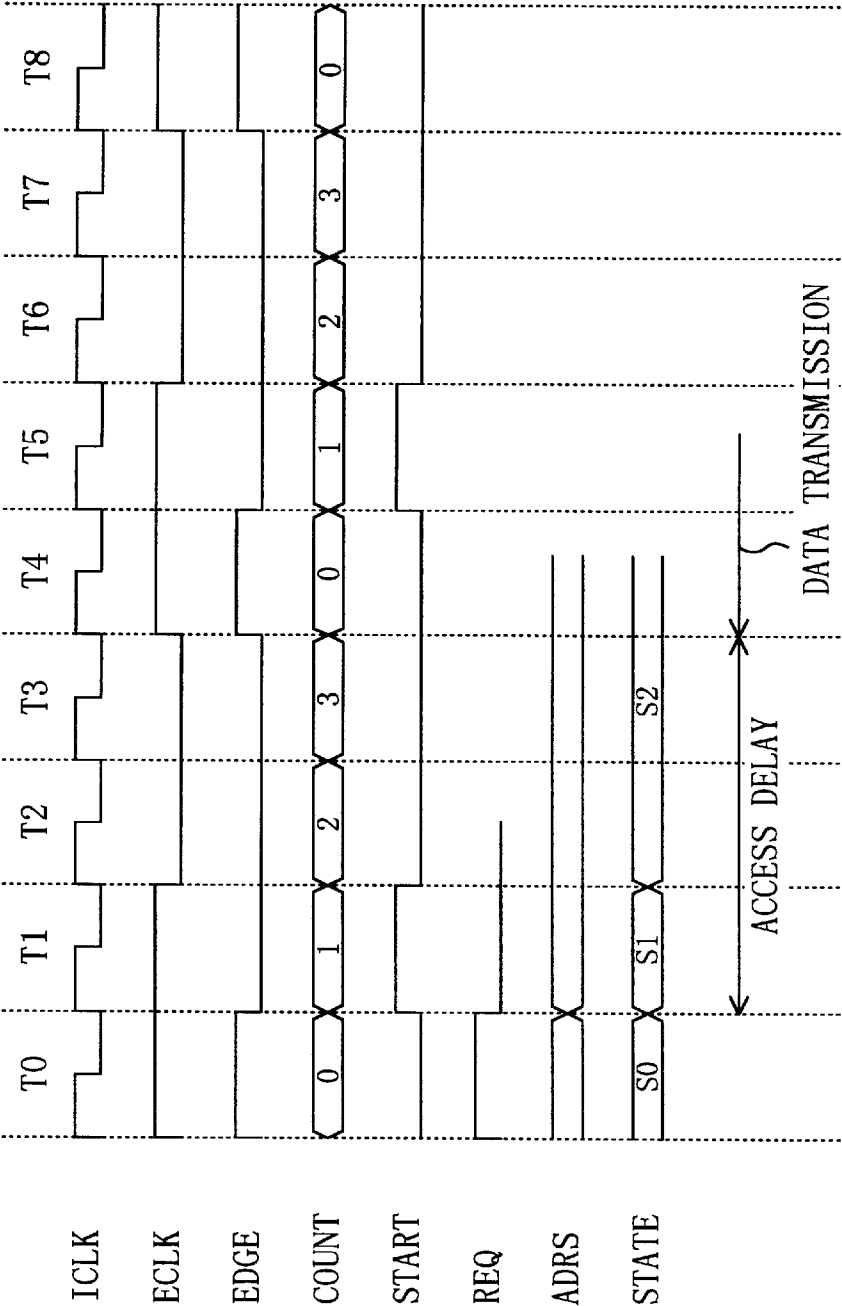 T0 T1 T2 T3 T4 T5 T6 T7 T8
ICLK
ECLK
EDGE
COUNT 0 1 2 3 0 1 2 3 0
START
REQ
ADRS
STATE S0 S1 S2
ACCESS DELAY
DATA TRANSMISSION